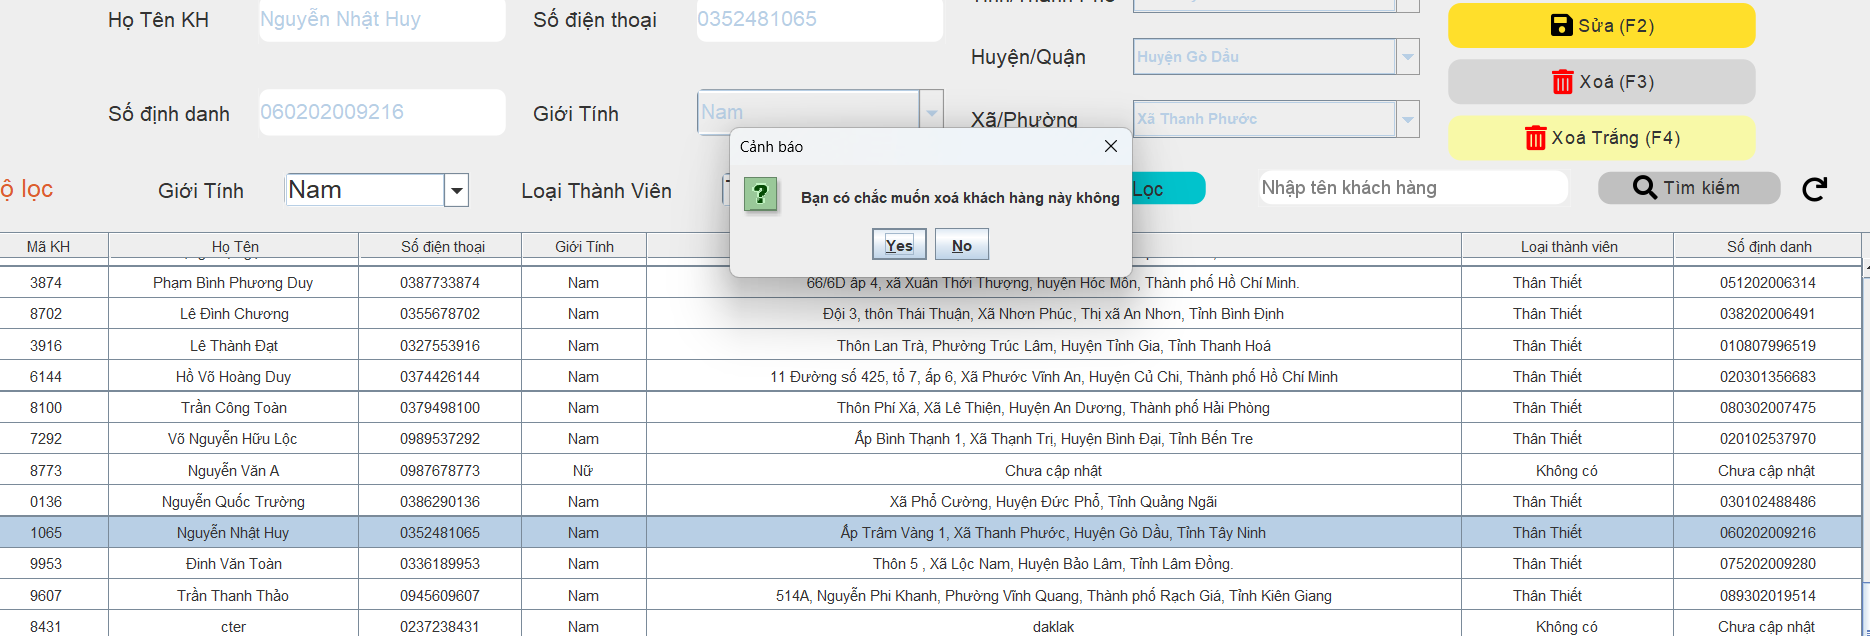 Họ Tên KH Nguyễn Nhật Huy Số điện thoại 0352481065
Sửa (F2)
Huyện/Quận Huyện Gò Dầu
Xoá (F3)
Số định danh 060202009216 Giới Tính Nam Xã/Phường Xã Thanh Phước
Xoá Trắng (F4)
Cảnh báo
Bạn có chắc muốn xoá khách hàng này không
Yes No
ộ lọc Giới Tính Nam Loại Thành Viên Lọc Nhập tên khách hàng Tìm kiếm
Mã KH Họ Tên Số điện thoại Giới Tính Loại thành viên Số định danh
3874 Phạm Bình Phương Duy 0387733874 Nam 66/6D ấp 4, xã Xuân Thới Thượng, huyện Hóc Môn, Thành phố Hồ Chí Minh. Thân Thiết 051202006314
8702 Lê Đình Chương 0355678702 Nam Đội 3, thôn Thái Thuận, Xã Nhơn Phúc, Thị xã An Nhơn, Tỉnh Bình Định Thân Thiết 038202006491
3916 Lê Thành Đạt 0327553916 Nam Thôn Lan Trà, Phường Trúc Lâm, Huyện Tỉnh Gia, Tỉnh Thanh Hoá Thân Thiết 010807996519
6144 Hồ Võ Hoàng Duy 0374426144 Nam 11 Đường số 425, tổ 7, ấp 6, Xã Phước Vĩnh An, Huyện Củ Chi, Thành phố Hồ Chí Minh Thân Thiết 020301356683
8100 Trần Công Toàn 0379498100 Nam Thôn Phí Xá, Xã Lê Thiện, Huyện An Dương, Thành phố Hải Phòng Thân Thiết 080302007475
7292 Võ Nguyễn Hữu Lộc 0989537292 Nam Ấp Bình Thạnh 1, Xã Thạnh Trị, Huyện Bình Đại, Tỉnh Bến Tre Thân Thiết 020102537970
8773 Nguyễn Văn A 0987678773 Nữ Chưa cập nhật Không có Chưa cập nhật
0136 Nguyễn Quốc Trường 0386290136 Nam Xã Phổ Cường, Huyện Đức Phổ, Tỉnh Quảng Ngãi Thân Thiết 030102488486
1065 Nguyễn Nhật Huy 0352481065 Nam Ấp Trâm Vàng 1, Xã Thanh Phước, Huyện Gò Dầu, Tỉnh Tây Ninh Thân Thiết 060202009216
9953 Đinh Văn Toàn 0336189953 Nam Thôn 5 , Xã Lộc Nam, Huyện Bảo Lâm, Tỉnh Lâm Đồng. Thân Thiết 075202009280
9607 Trần Thanh Thảo 0945609607 Nam 514A, Nguyễn Phi Khanh, Phường Vĩnh Quang, Thành phố Rạch Giá, Tỉnh Kiên Giang Thân Thiết 089302019514
8431 cter 0237238431 Nam daklak Không có Chưa cập nhật